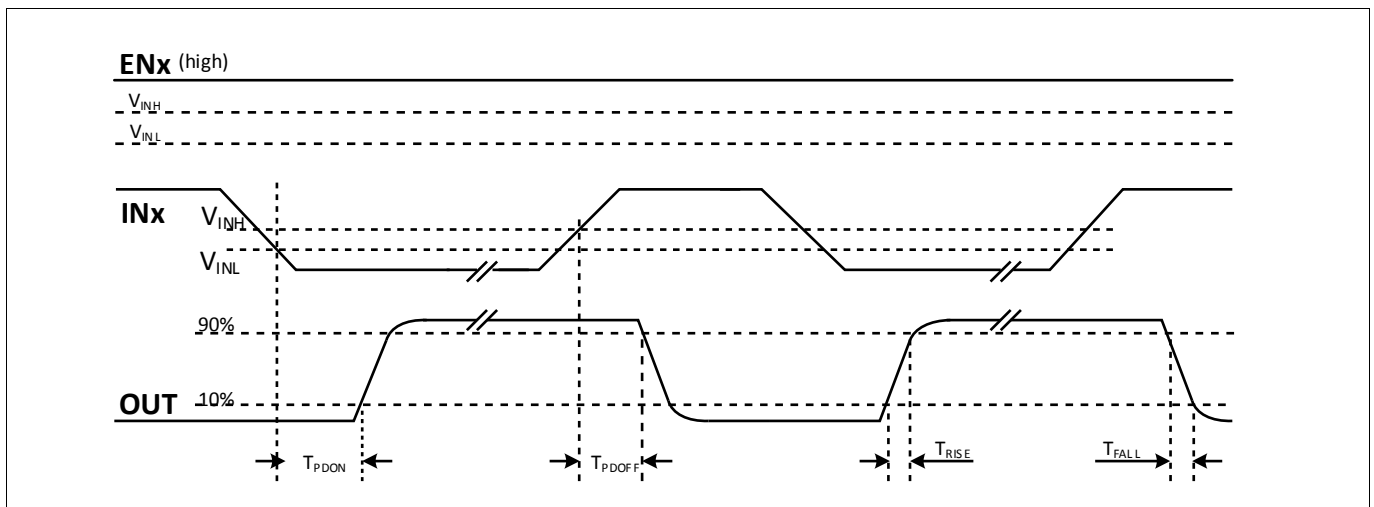 ENx (high)
VINH
VINL
INx
VINH
VINL
90%
OUT
10%
TPDON
TPDOFF
TRISE
TFALL